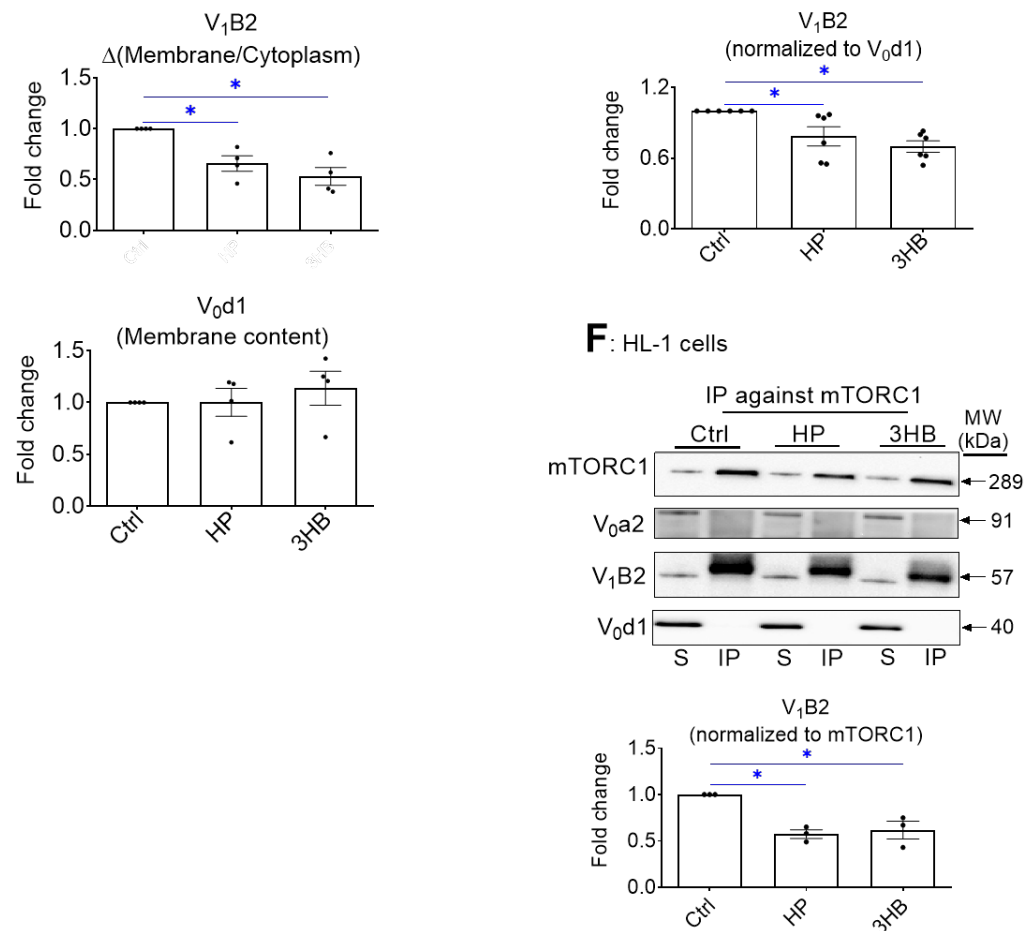 V₁B2
Δ(Membrane/Cytoplasm)
*
*
Fold change
1.5
1.0
0.5
0.0
Ctrl
HP
3HB
V₀d1
(Membrane content)
Fold change
1.5
1.0
0.5
0.0
Ctrl
HP
3HB
V₁B2
(normalized to V₀d1)
*
*
Fold change
1.2
0.6
0.0
Ctrl
HP
3HB
F: HL-1 cells
IP against mTORC1
Ctrl HP 3HB MW
(kDa)
mTORC1 289
V₀a2 91
V₁B2 57
V₀d1 40
S IP S IP S IP
V₁B2
(normalized to mTORC1)
*
*
Fold change
1.5
1.0
0.5
0.0
Ctrl
HP
3HB